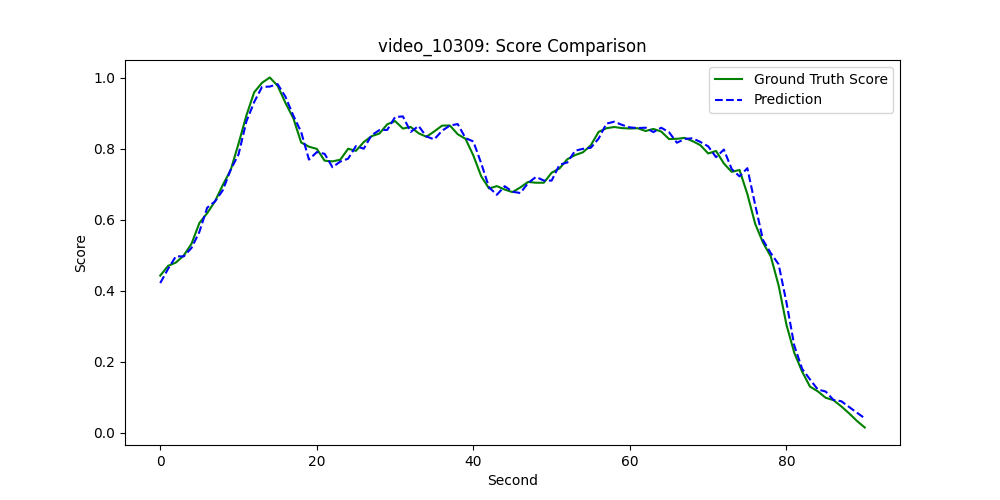 video_10309: Score Comparison
Ground Truth Score
Prediction
1.0
0.8
0.6
0.4
0.2
0.0
Score
0 20 40 60 80
Second